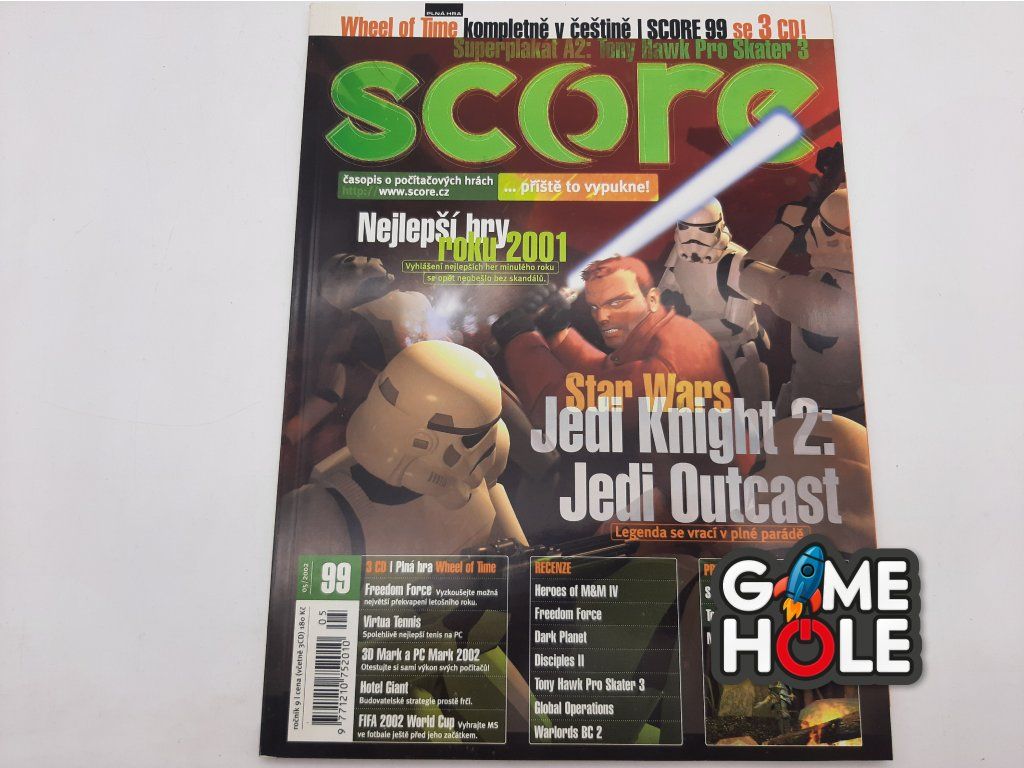 PLNÁ HRA
Wheel of Time kompletně v češtině | SCORE 99 se 3 CD!
Superplakat A2: Tony Hawk Pro Skater 3
score
časopis o počítačových hrách
http://www.score.cz
... příště to vypukne!
Nejlepší hry
roku 2001
Vyhlášení nejlepších her minulého roku
se opět neobešlo bez skandálů.
Star Wars
Jedi Knight 2:
Jedi Outcast
Legenda se vrací v plné parádě
05/2002
99
ročník 9 | cena (včetně 3CD) 180 Kč
9 771210 752010
05
3 CD | Plná hra Wheel of Time
Freedom Force Vyzkoušejte možná
největší překvapení letošního roku.
Virtua Tennis
Spolehlivě nejlepší tenis na PC
3D Mark a PC Mark 2002
Otestujte si sami výkon svých počítačů!
Hotel Giant
Budovatelské strategie prostě frčí.
FIFA 2002 World Cup Vyhrajte MS
ve fotbale ještě před jeho začátkem.
RECENZE
Heroes of M&M IV
Freedom Force
Dark Planet
Disciples II
Tony Hawk Pro Skater 3
Global Operations
Warlords BC 2
GAME
HOLE